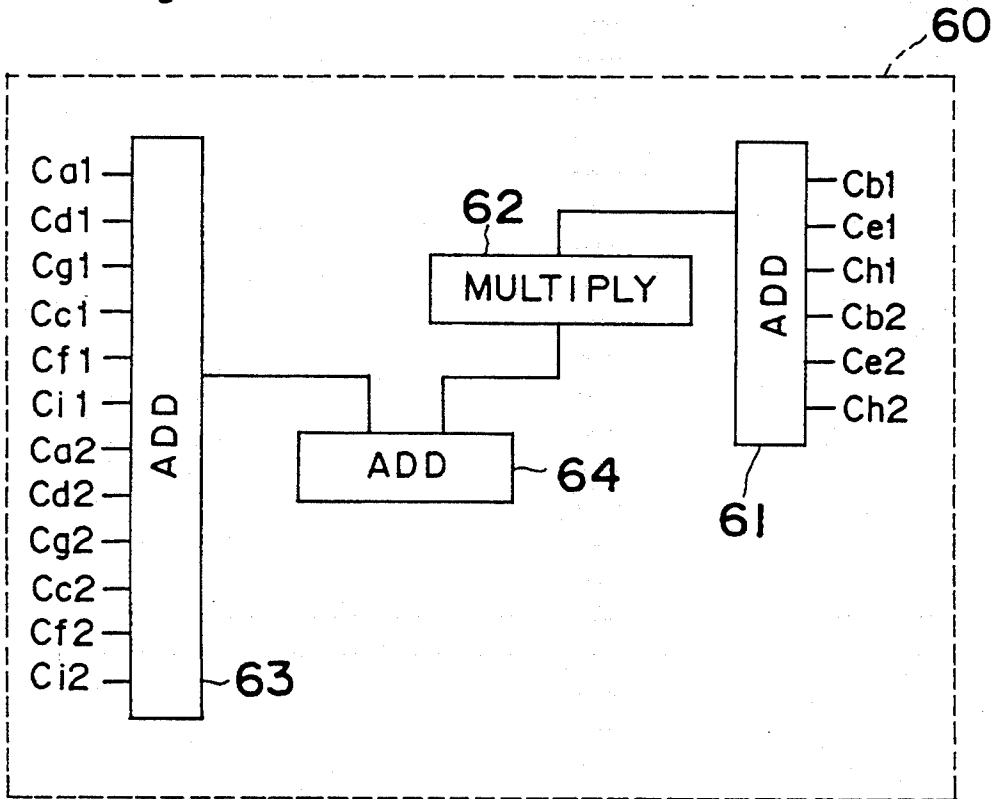 60
Ca1
Cd1
Cg1
Cc1
Cf1
Ci1
Ca2
Cd2
Cg2
Cc2
Cf2
Ci2
ADD
63
62
MULTIPLY
ADD
64
ADD
61
Cb1
Ce1
Ch1
Cb2
Ce2
Ch2